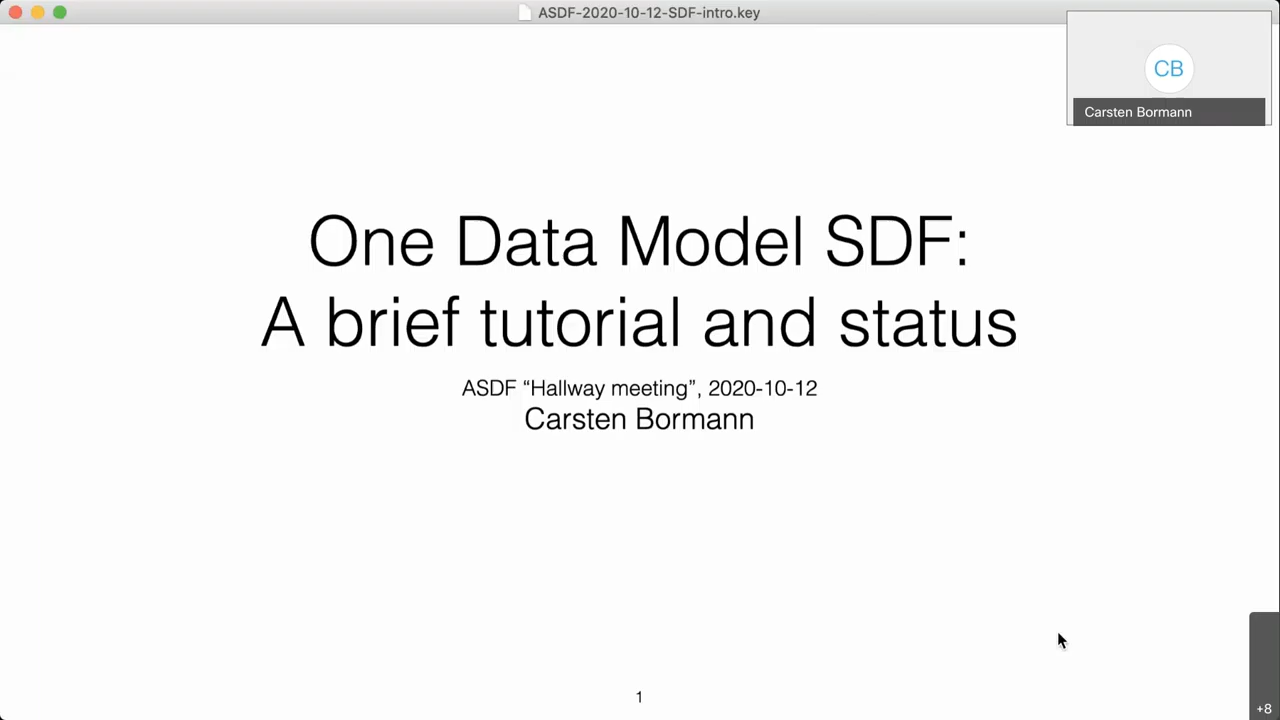 ASDF-2020-10-12-SDF-intro.key
CB
Carsten Bormann
One Data Model SDF:
A brief tutorial and status
ASDF “Hallway meeting”, 2020-10-12
Carsten Bormann
1
+8